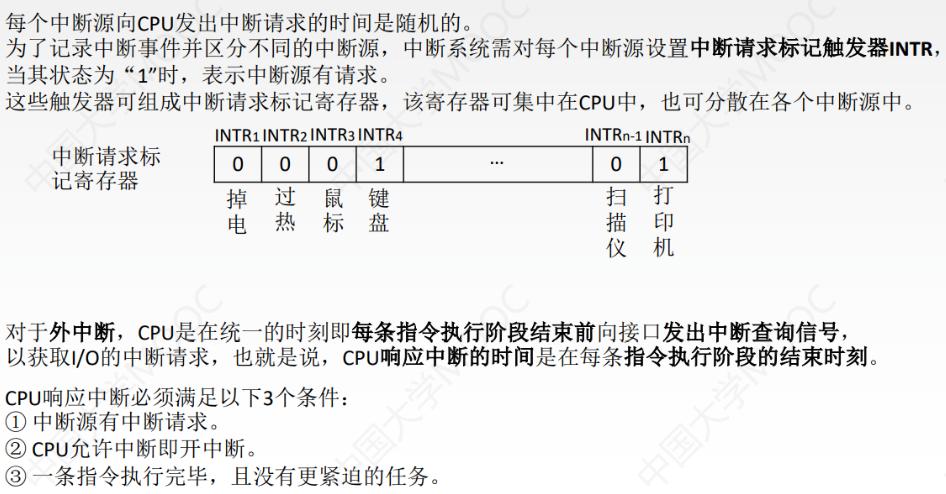 每个中断源向CPU发出中断请求的时间是随机的。
为了记录中断事件并区分不同的中断源，中断系统需对每个中断源设置中断请求标记触发器INTR，
当其状态为“1”时，表示中断源有请求。
这些触发器可组成中断请求标记寄存器，该寄存器可集中在CPU中，也可分散在各个中断源中。
INTR1 INTR2 INTR3 INTR4 INTRn-1 INTRn
中断请求标
记寄存器
0 0 0 1 … 0 1
掉电 过热 鼠标 键盘 扫描仪 打印机
对于外中断，CPU是在统一的时刻即每条指令执行阶段结束前向接口发出中断查询信号，
以获取I/O的中断请求，也就是说，CPU响应中断的时间是在每条指令执行阶段的结束时刻。
CPU响应中断必须满足以下3个条件：
① 中断源有中断请求。
② CPU允许中断即开中断。
③ 一条指令执行完毕，且没有更紧迫的任务。
中国大学MOOC